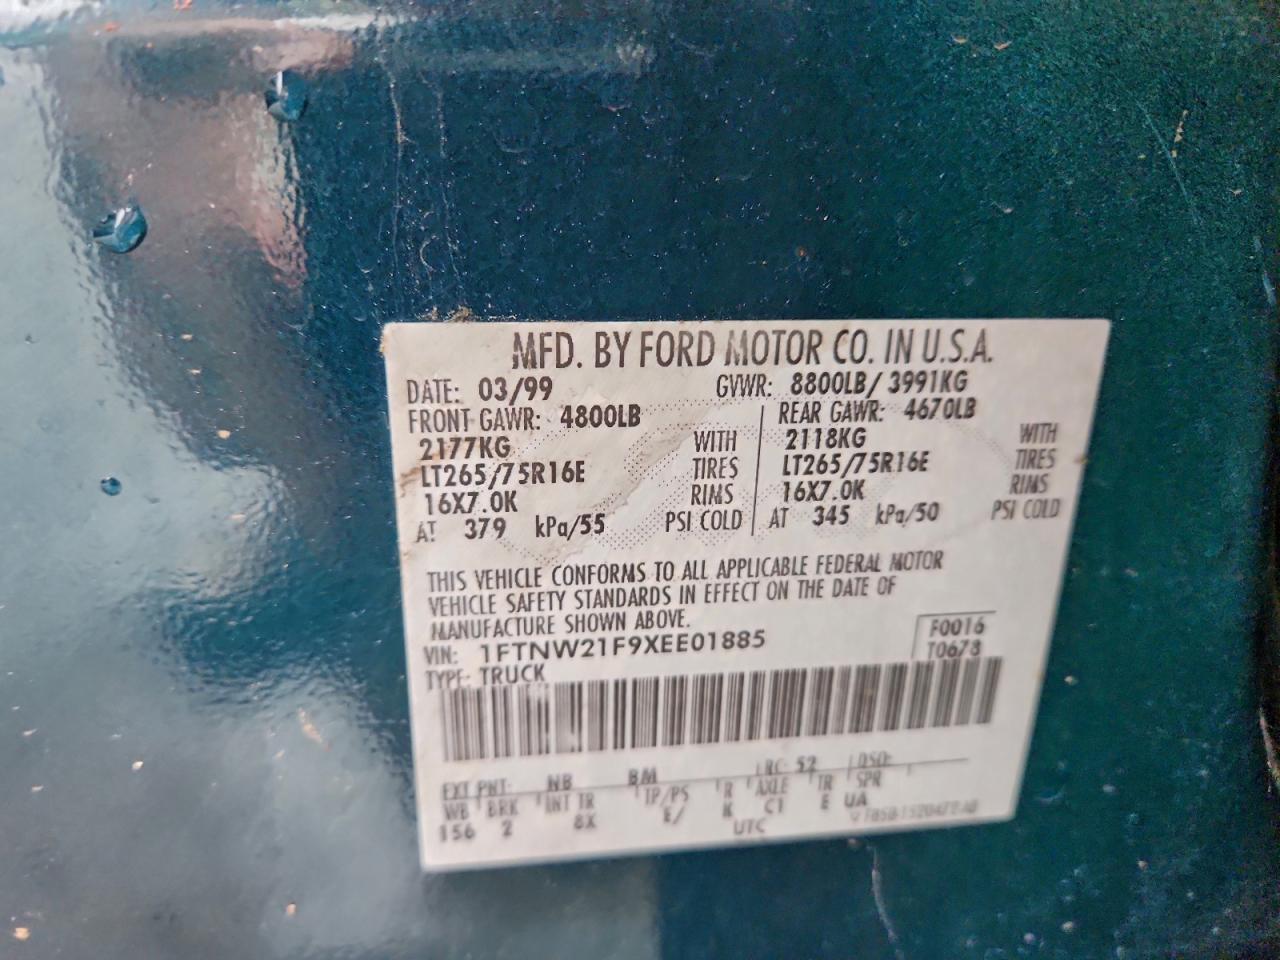 MFD. BY FORD MOTOR CO. IN U.S.A.
DATE: 03/99 GVWR: 8800LB/ 3991KG
FRONT GAWR: 4800LB REAR GAWR: 4670LB
2177KG WITH 2118KG WITH
LT265/75R16E TIRES LT265/75R16E TIRES
16X7.0K RIMS 16X7.0K RIMS
AT 379 kPa/55 PSI COLD AT 345 kPa/50 PSI COLD
THIS VEHICLE CONFORMS TO ALL APPLICABLE FEDERAL MOTOR
VEHICLE SAFETY STANDARDS IN EFFECT ON THE DATE OF
MANUFACTURE SHOWN ABOVE.
VIN: 1FTNW21F9XEE01885 F0016
TYPE: TRUCK T0678
EXT PNT: NB BM RC: 52 DSO:
WB BRK INT TR TP/PS R AXLE TR SPR
156 2 8X E/ K C1 E UA
UTC